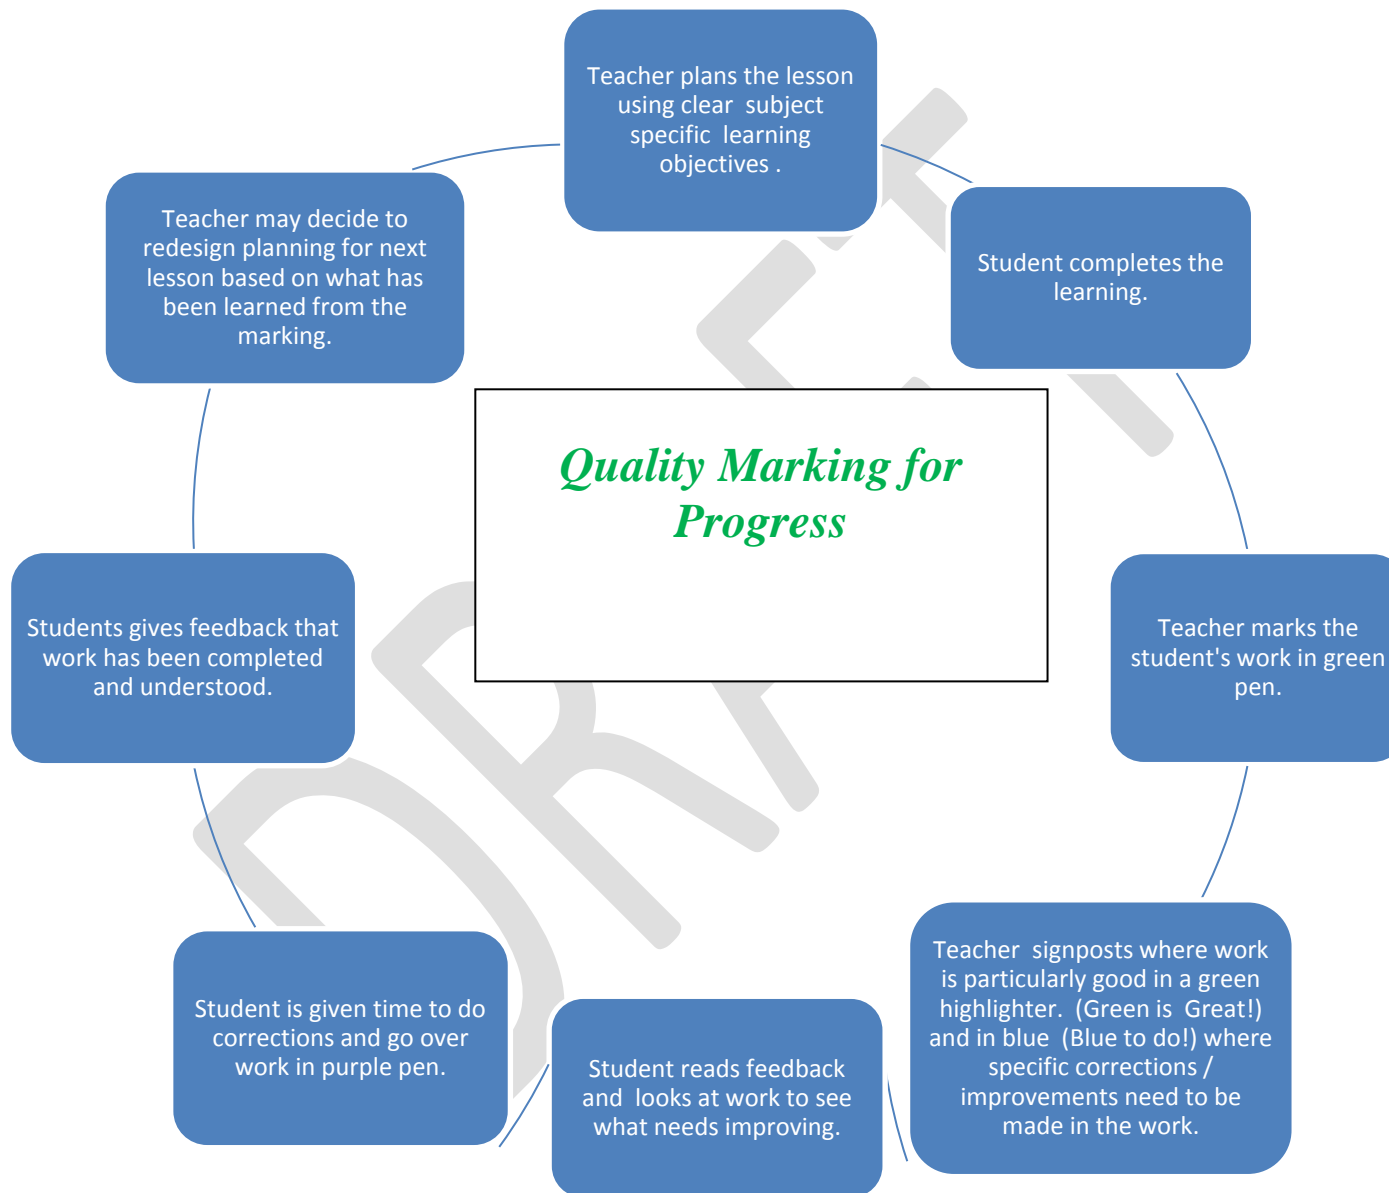 Teacher plans the lesson
using clear  subject
specific  learning
objectives .
Student completes the
learning.
Teacher marks the
student's work in green
pen.
Teacher  signposts where work
is particularly good in a green
highlighter.  (Green is  Great!)
and in blue  (Blue to do!) where
specific corrections /
improvements need to be
made in the work.
Student reads feedback
and  looks at work to see
what needs improving.
Student is given time to do
corrections and go over
work in purple pen.
Students gives feedback that
work has been completed
and understood.
Teacher may decide to
redesign planning for next
lesson based on what has
been learned from the
marking.
Quality Marking for
Progress
DRAFT